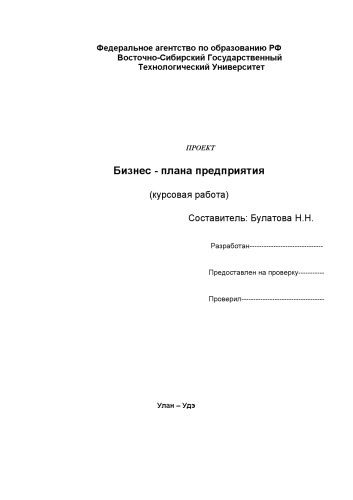 Федеральное агентство по образованию РФ
Восточно-Сибирский Государственный
Технологический Университет
ПРОЕКТ
Бизнес - плана предприятия
(курсовая работа)
Составитель: Булатова Н.Н.
Разработан-------------------------------
Предоставлен на проверку-----------
Проверил-----------------------------------
Улан – Удэ